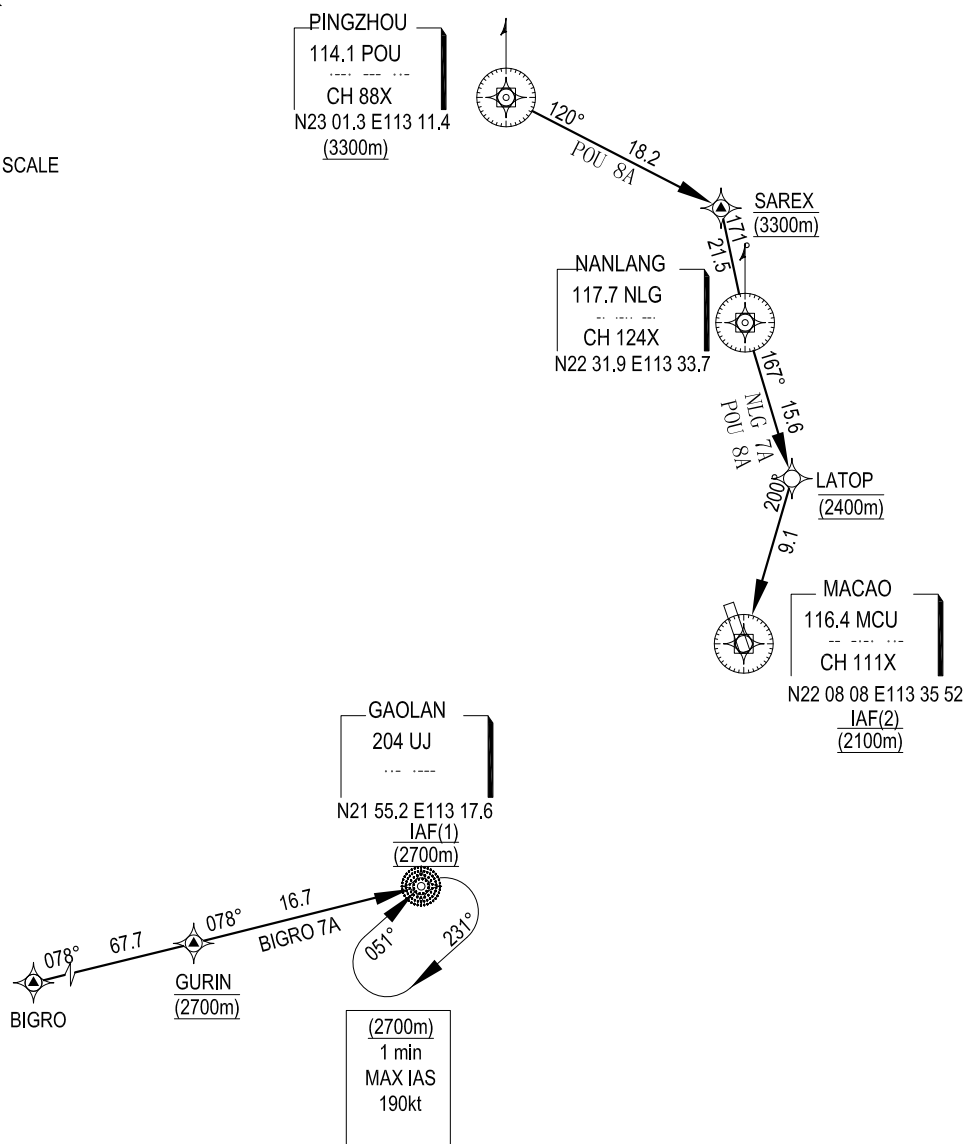 PINGZHOU
114.1 POU
CH 88X
N23 01.3 E113 11.4
(3300m)
SCALE
120°
18.2
POU 8A
SAREX
(3300m)
171°
21.5
NANLANG
117.7 NLG
CH 124X
N22 31.9 E113 33.7
167°
15.6
NLG 7A
POU 8A
LATOP
(2400m)
200°
9.1
MACAO
116.4 MCU
CH 111X
N22 08 08 E113 35 52
IAF(2)
(2100m)
GAOLAN
204 UJ
N21 55.2 E113 17.6
IAF(1)
(2700m)
078°
67.7
078°
16.7
BIGRO 7A
051°
231°
GURIN
(2700m)
BIGRO
(2700m)
1 min
MAX IAS
190kt